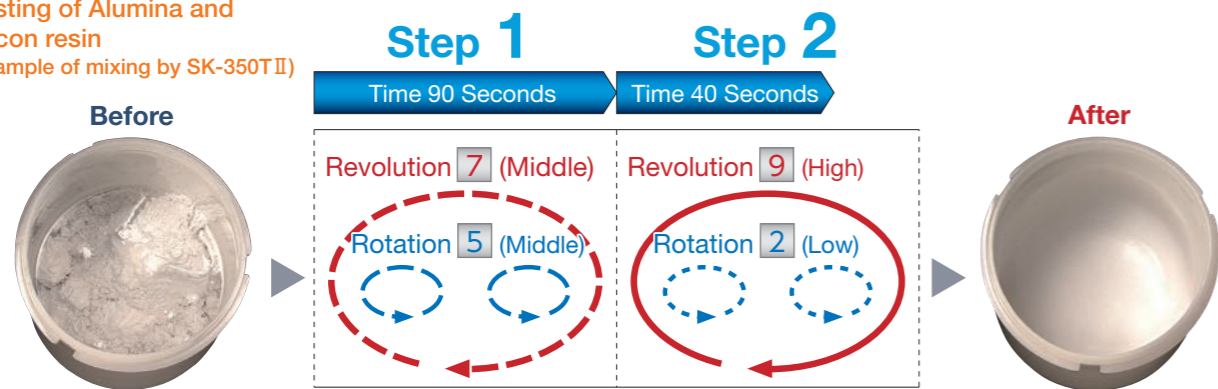 sting of Alumina and
con resin
ample of mixing by SK-350TⅡ)
Step 1
Step 2
Time 90 Seconds
Time 40 Seconds
Before
After
Revolution 7 (Middle)
Rotation 5 (Middle)
Revolution 9 (High)
Rotation 2 (Low)